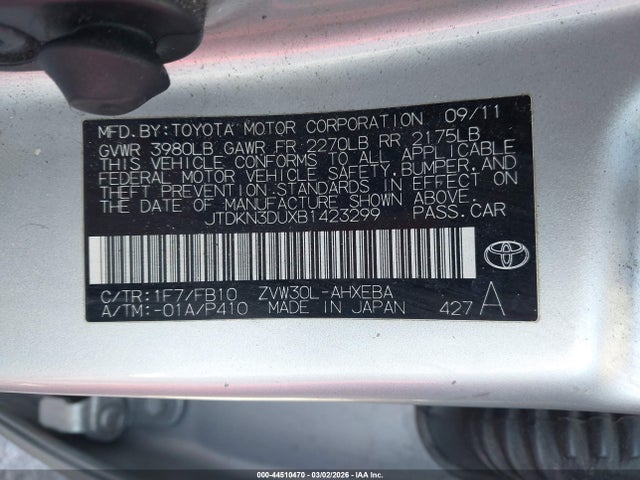 MFD.BY:TOYOTA MOTOR CORPORATION 09/11
GVWR 3980LB GAWR FR 2270LB RR 2175LB
THIS VEHICLE CONFORMS TO ALL APPLICABLE
FEDERAL MOTOR VEHICLE SAFETY,BUMPER,AND
THEFT PREVENTION STANDARDS IN EFFECT ON
THE DATE OF MANUFACTURE SHOWN ABOVE.
JTDKN3DUXB1423299 PASS.CAR
C/TR:1F7/FB10 ZVW30L-AHXEBA
A/TM:-01A/P410 MADE IN JAPAN 427 A
000-44510470 | 03/02/2026 - IAA Inc.